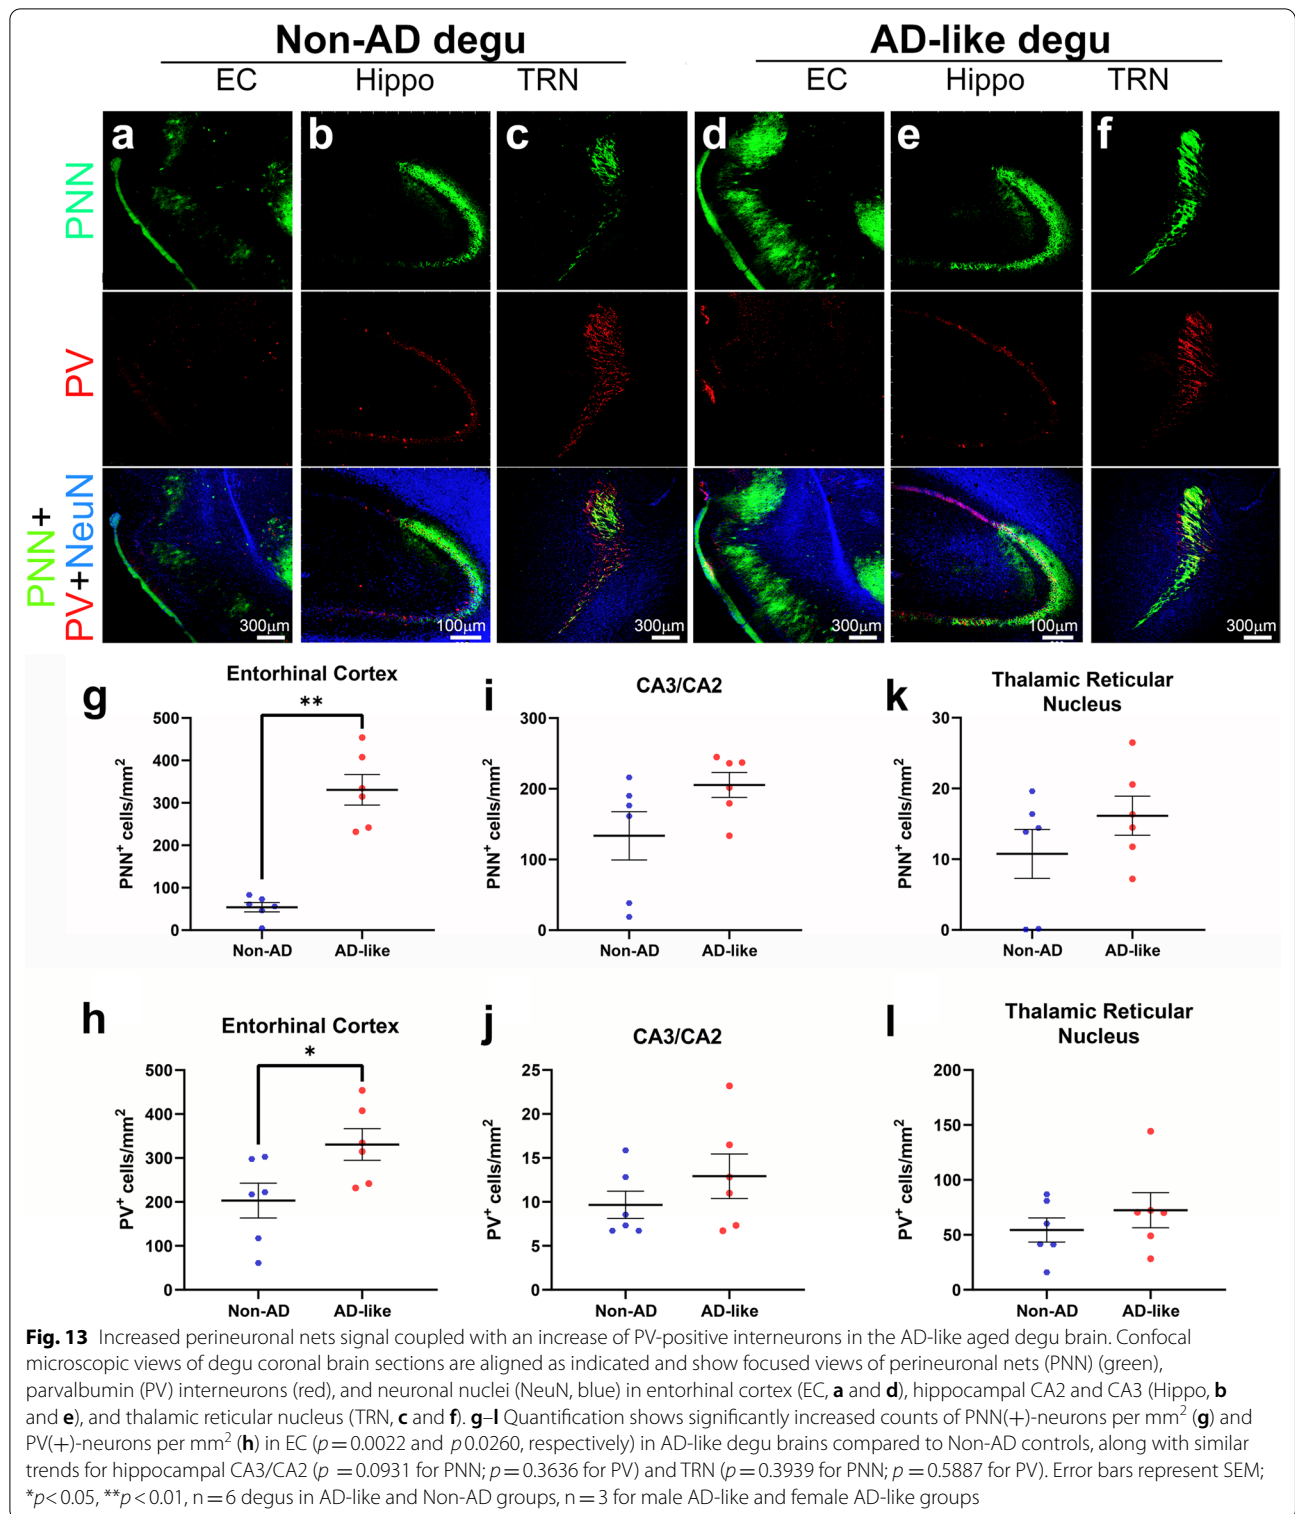 Non-AD degu
AD-like degu
EC Hippo TRN EC Hippo TRN
a b c d e f
PNN
PV
PNN+
PV+NeuN
300µm 100µm 300µm 300µm 100µm 300µm
g
Entorhinal Cortex
**
PNN+ cells/mm2
500
400
300
200
100
0
Non-AD AD-like
i
CA3/CA2
PNN+ cells/mm2
300
200
100
0
Non-AD AD-like
k
Thalamic Reticular
Nucleus
PNN+ cells/mm2
30
20
10
0
Non-AD AD-like
h
Entorhinal Cortex
*
PV+ cells/mm2
500
400
300
200
100
0
Non-AD AD-like
j
CA3/CA2
PV+ cells/mm2
25
20
15
10
5
0
Non-AD AD-like
l
Thalamic Reticular
Nucleus
PV+ cells/mm2
200
150
100
50
0
Non-AD AD-like
Fig. 13 Increased perineuronal nets signal coupled with an increase of PV-positive interneurons in the AD-like aged degu brain. Confocal
microscopic views of degu coronal brain sections are aligned as indicated and show focused views of perineuronal nets (PNN) (green),
parvalbumin (PV) interneurons (red), and neuronal nuclei (NeuN, blue) in entorhinal cortex (EC, a and d), hippocampal CA2 and CA3 (Hippo, b
and e), and thalamic reticular nucleus (TRN, c and f). g–l Quantification shows significantly increased counts of PNN(+)-neurons per mm2 (g) and
PV(+)-neurons per mm2 (h) in EC (p = 0.0022 and p 0.0260, respectively) in AD-like degu brains compared to Non-AD controls, along with similar
trends for hippocampal CA3/CA2 (p = 0.0931 for PNN; p = 0.3636 for PV) and TRN (p = 0.3939 for PNN; p = 0.5887 for PV). Error bars represent SEM;
*p < 0.05, **p < 0.01, n = 6 degus in AD-like and Non-AD groups, n = 3 for male AD-like and female AD-like groups